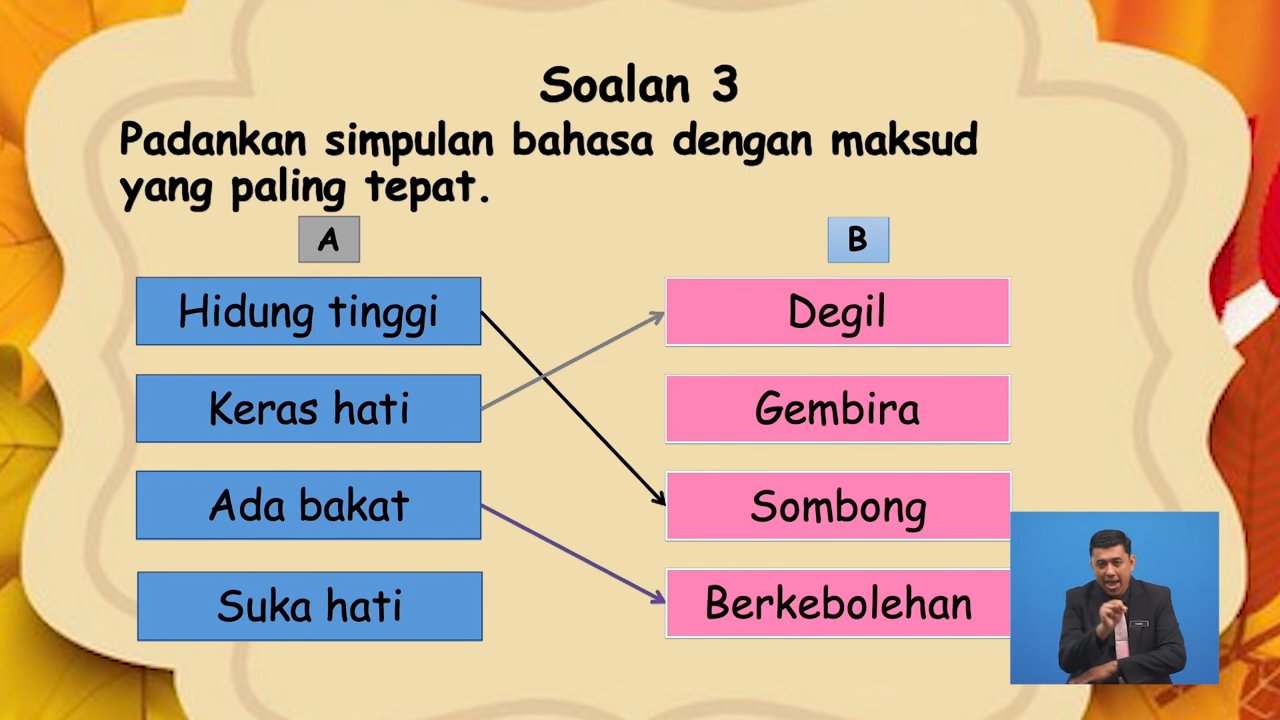 Soalan 3
Padankan simpulan bahasa dengan maksud
yang paling tepat.
A
B
Hidung tinggi
Degil
Keras hati
Gembira
Ada bakat
Sombong
Suka hati
Berkebolehan